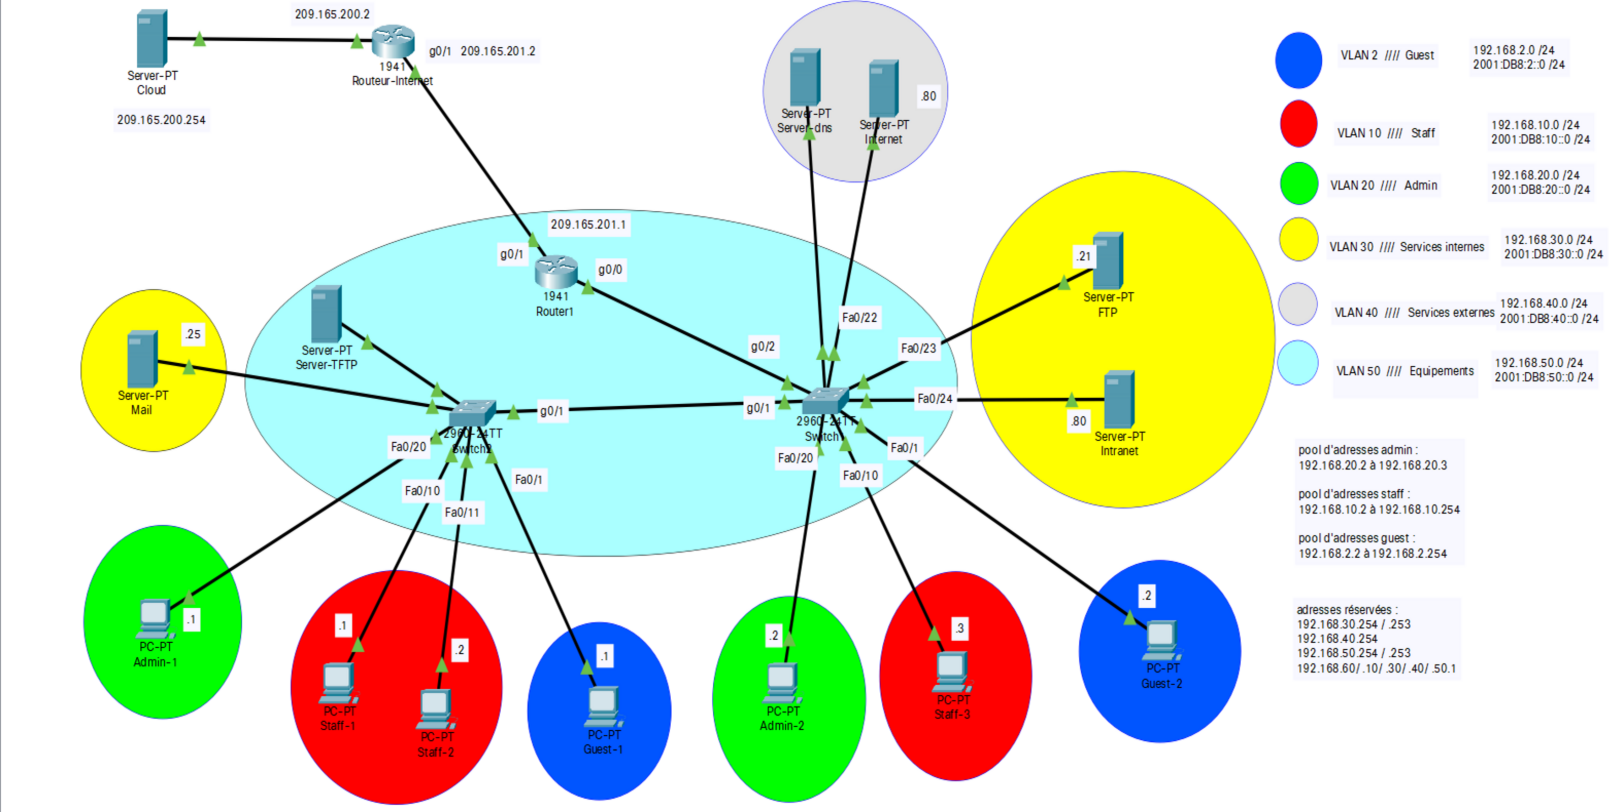 209.165.200.2
g0/1 209.165.201.2
1941
Routeur-Internet
Server-PT
Cloud
209.165.200.254
Server-PT
Server-dns
.80
Server-PT
Internet
VLAN 2 //// Guest
192.168.2.0 /24
2001:DB8:2::0 /24
VLAN 10 //// Staff
192.168.10.0 /24
2001:DB8:10::0 /24
VLAN 20 //// Admin
192.168.20.0 /24
2001:DB8:20::0 /24
VLAN 30 //// Services internes
192.168.30.0 /24
2001:DB8:30::0 /24
VLAN 40 //// Services externes
192.168.40.0 /24
2001:DB8:40::0 /24
VLAN 50 //// Equipements
192.168.50.0 /24
2001:DB8:50::0 /24
209.165.201.1
g0/1
g0/0
1941
Router1
.21
Server-PT
FTP
Server-PT
Server-TFTP
.25
Server-PT
Mail
Fa0/22
g0/2
Fa0/23
g0/1
g0/1
Fa0/24
2960-24TT
Switch2
2960-24TT
Switch1
.80
Server-PT
Intranet
Fa0/20
Fa0/10
Fa0/11
Fa0/1
Fa0/20
Fa0/10
Fa0/1
pool d'adresses admin :
192.168.20.2 à 192.168.20.3
pool d'adresses staff :
192.168.10.2 à 192.168.10.254
pool d'adresses guest :
192.168.2.2 à 192.168.2.254
adresses réservées :
192.168.30.254 / .253
192.168.40.254
192.168.50.254 / .253
192.168.60/ .10/ .30/ .40/ .50.1
.1
PC-PT
Admin-1
.1
PC-PT
Staff-1
.2
PC-PT
Staff-2
.1
PC-PT
Guest-1
.2
PC-PT
Admin-2
.3
PC-PT
Staff-3
.2
PC-PT
Guest-2